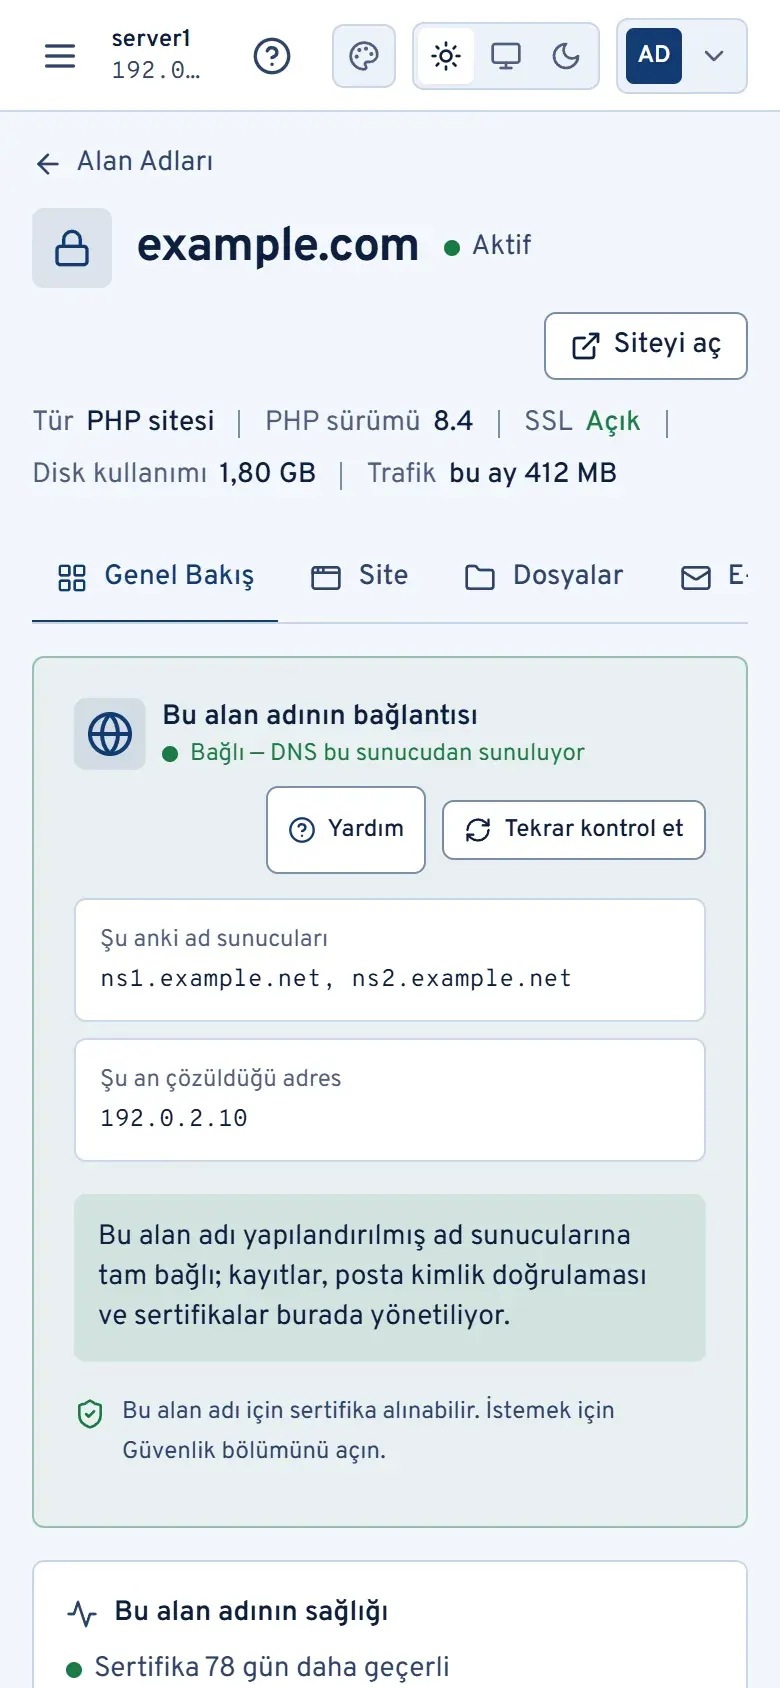 server1
192.0…
AD
Alan Adları
example.com
Aktif
Siteyi aç
Tür PHP sitesi | PHP sürümü 8.4 | SSL Açık |
Disk kullanımı 1,80 GB | Trafik bu ay 412 MB
Genel Bakış Site Dosyalar E-
Bu alan adının bağlantısı
Bağlı — DNS bu sunucudan sunuluyor
Yardım
Tekrar kontrol et
Şu anki ad sunucuları
ns1.example.net, ns2.example.net
Şu an çözüldüğü adres
192.0.2.10
Bu alan adı yapılandırılmış ad sunucularına
tam bağlı; kayıtlar, posta kimlik doğrulaması
ve sertifikalar burada yönetiliyor.
Bu alan adı için sertifika alınabilir. İstemek için
Güvenlik bölümünü açın.
Bu alan adının sağlığı
Sertifika 78 gün daha geçerli